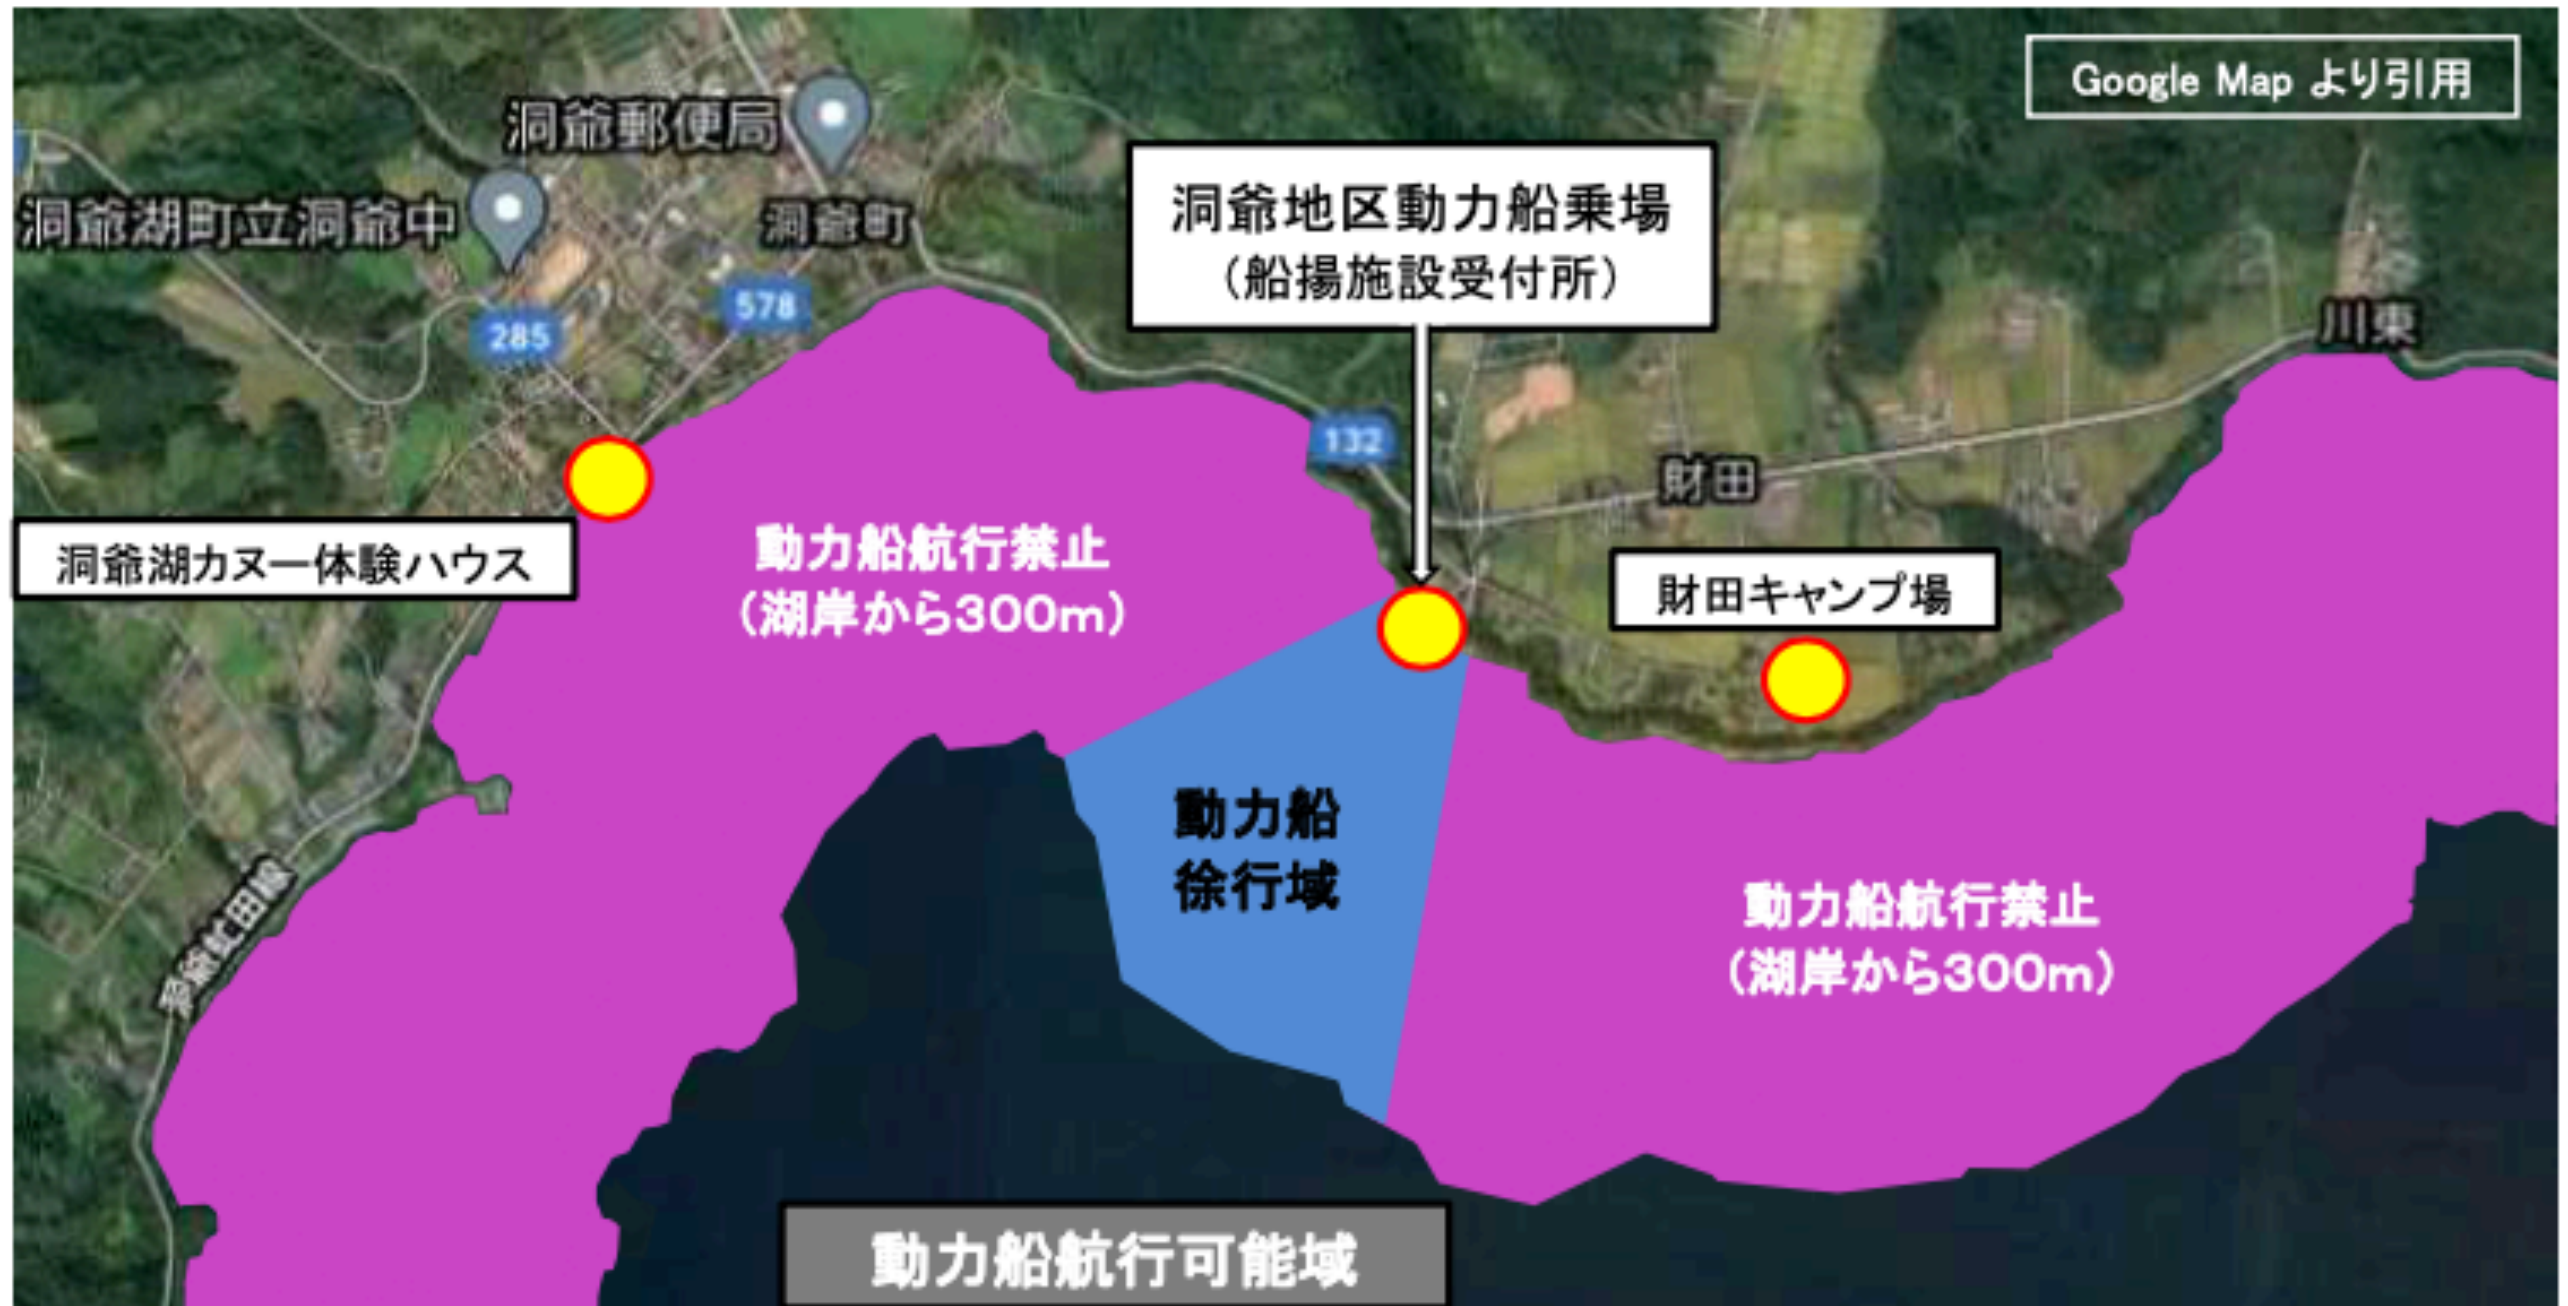 Google Map より引用
洞爺郵便局
洞爺湖町立洞爺中
洞爺町
洞爺地区動力船乗場
（船揚施設受付所）
578
285
川東
132
財田
洞爺湖カヌー体験ハウス
動力船航行禁止
（湖岸から300m）
財田キャンプ場
動力船
徐行域
洞爺虻田線
動力船航行禁止
（湖岸から300m）
動力船航行可能域